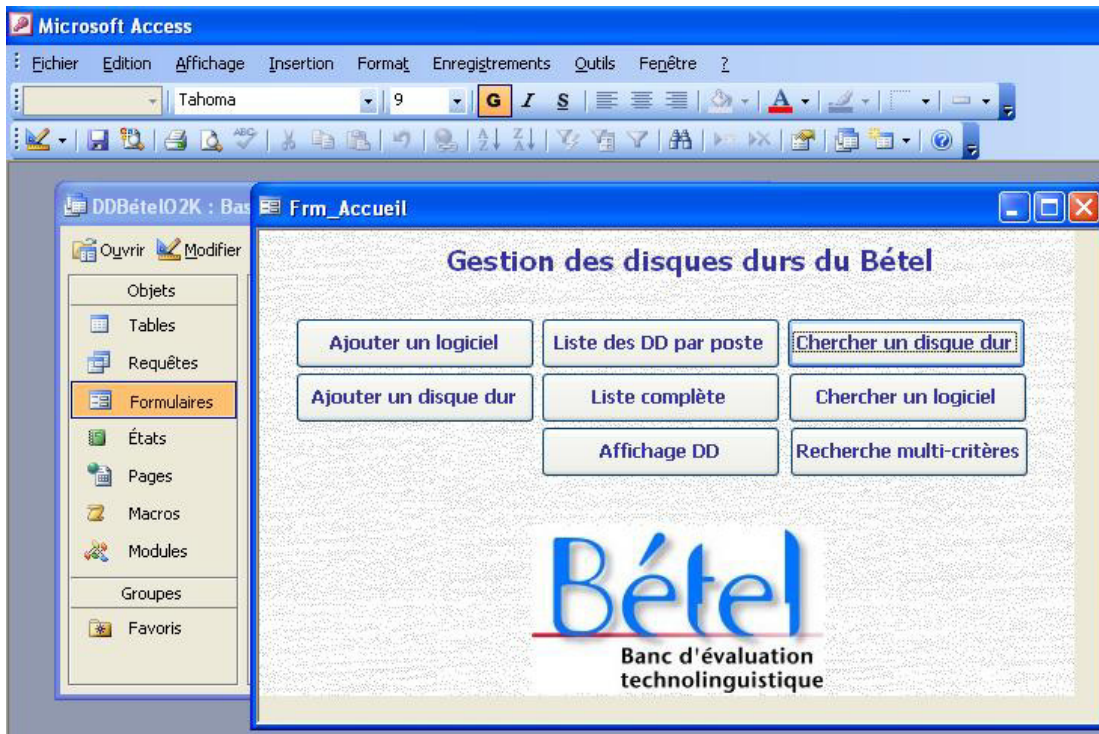 Microsoft Access
Fichier Edition Affichage Insertion Format Enregistrements Outils Fenêtre ?
Tahoma 9 G I S A
DDBételO2K : Bas
Frm_Accueil
Ouvrir Modifier
Gestion des disques durs du Bétel
Objets
Tables
Requêtes
Formulaires
États
Pages
Macros
Modules
Groupes
Favoris
Ajouter un logiciel Liste des DD par poste Chercher un disque dur
Ajouter un disque dur Liste complète Chercher un logiciel
Affichage DD Recherche multi-critères
Bétel
Banc d'évaluation
technolinguistique